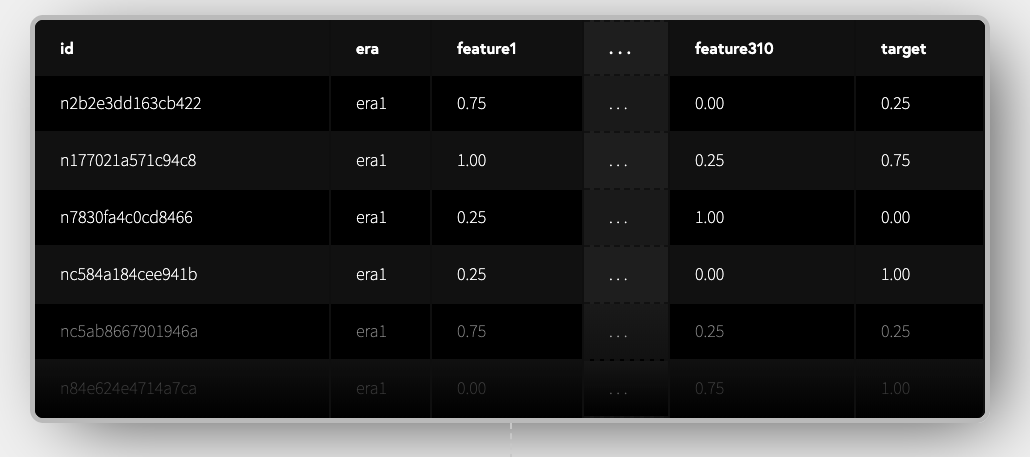 id era feature1 ... feature310 target
n2b2e3dd163cb422 era1 0.75 ... 0.00 0.25
n177021a571c94c8 era1 1.00 ... 0.25 0.75
n7830fa4c0cd8466 era1 0.25 ... 1.00 0.00
nc584a184cee941b era1 0.25 ... 0.00 1.00
nc5ab8667901946a era1 0.75 ... 0.25 0.25
n84e624e4714a7ca era1 0.00 ... 0.75 1.00